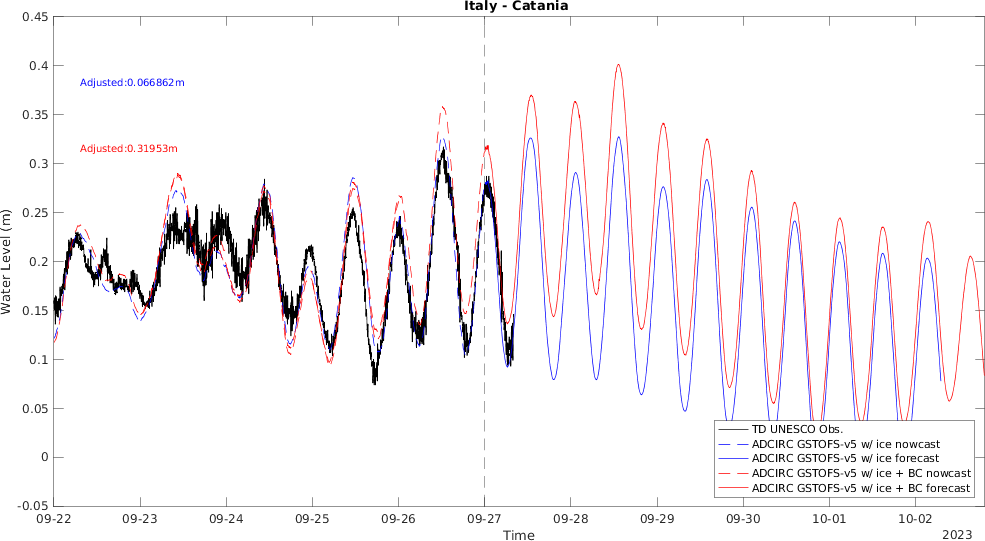 Italy - Catania
0.45
0.4
0.35
0.3
0.25
0.2
0.15
0.1
0.05
0
-0.05
Water Level (m)
Adjusted:0.066862m
Adjusted:0.31953m
TD UNESCO Obs.
ADCIRC GSTOFS-v5 w/ ice nowcast
ADCIRC GSTOFS-v5 w/ ice forecast
ADCIRC GSTOFS-v5 w/ ice + BC nowcast
ADCIRC GSTOFS-v5 w/ ice + BC forecast
09-22 09-23 09-24 09-25 09-26 09-27 09-28 09-29 09-30 10-01 10-02
Time
2023